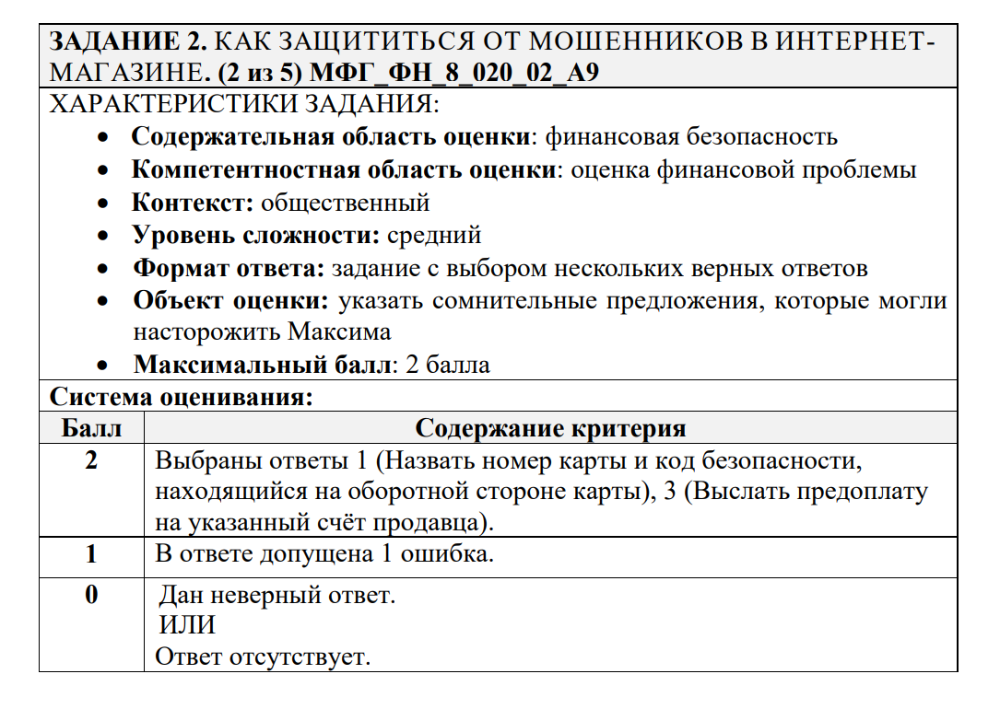 ЗАДАНИЕ 2. КАК ЗАЩИТИТЬСЯ ОТ МОШЕННИКОВ В ИНТЕРНЕТ-
МАГАЗИНЕ. (2 из 5) МФГ_ФН_8_020_02_А9
ХАРАКТЕРИСТИКИ ЗАДАНИЯ:
• Содержательная область оценки: финансовая безопасность
• Компетентностная область оценки: оценка финансовой проблемы
• Контекст: общественный
• Уровень сложности: средний
• Формат ответа: задание с выбором нескольких верных ответов
• Объект оценки: указать сомнительные предложения, которые могли
насторожить Максима
• Максимальный балл: 2 балла
Система оценивания:
Балл Содержание критерия
2 Выбраны ответы 1 (Назвать номер карты и код безопасности,
находящийся на оборотной стороне карты), 3 (Выслать предоплату
на указанный счёт продавца).
1 В ответе допущена 1 ошибка.
0 Дан неверный ответ.
ИЛИ
Ответ отсутствует.